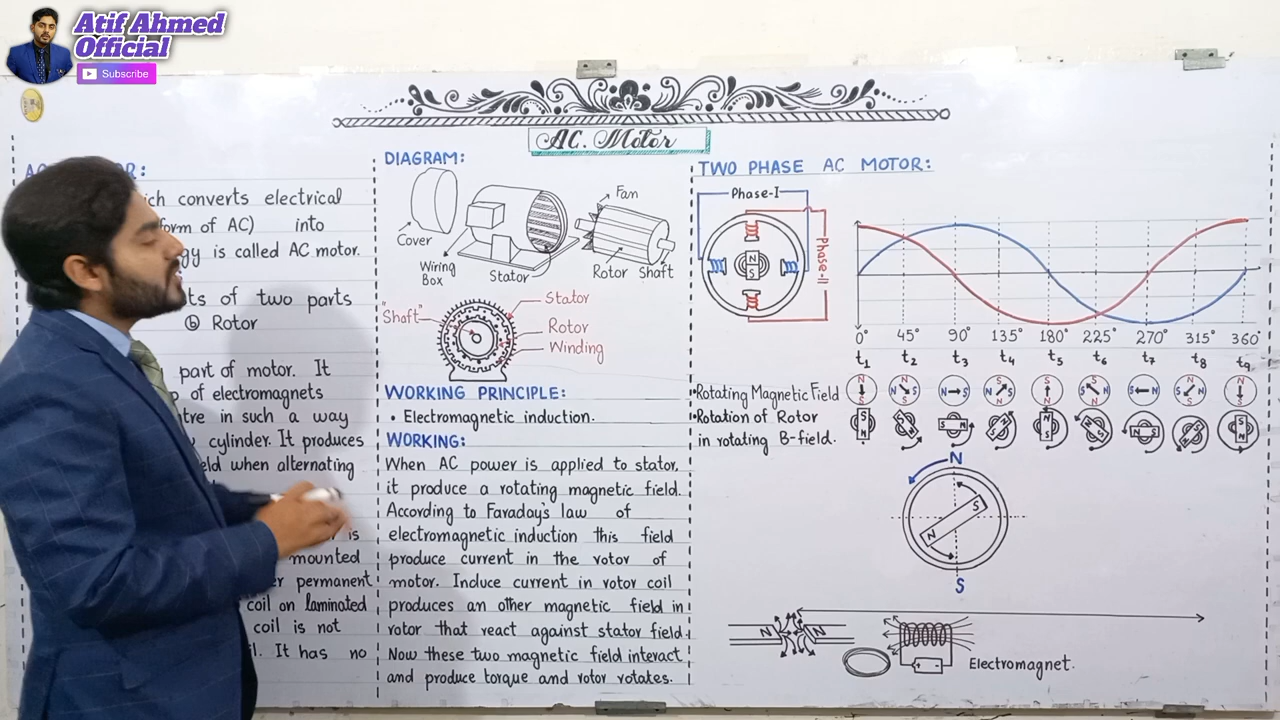 Atif Ahmed
Official
Subscribe
AC. Motor
ich converts electrical
orm of AC) into
gy is called AC motor.
ts of two parts
ⓑ Rotor
part of motor. It
of electromagnets
ntre in such a way
cylinder. It produces
eld when alternating
is
mounted
er permanent
coil on laminated
coil is not
l. It has no
DIAGRAM:
Cover
Wiring
Box
Stator
Fan
Rotor
Shaft
"Shaft"
Stator
Rotor
Winding
WORKING PRINCIPLE:
• Electromagnetic induction.
WORKING:
When AC power is applied to stator,
it produce a rotating magnetic field.
According to Faraday's law of
electromagnetic induction this field
produce current in the rotor of
motor. Induce current in rotor coil
produces an other magnetic field in
rotor that react against stator field.
Now these two magnetic field interact
and produce torque and rotor rotates.
TWO PHASE AC MOTOR:
Phase-I
Phase-II
N
S
0° 45° 90° 135° 180° 225° 270° 315° 360°
t₁ t₂ t₃ t₄ t₅ t₆ t₇ t₈ t₉
Rotating Magnetic Field
•Rotation of Rotor
in rotating B-field.
N
S
N
S
N N
Electromagnet.